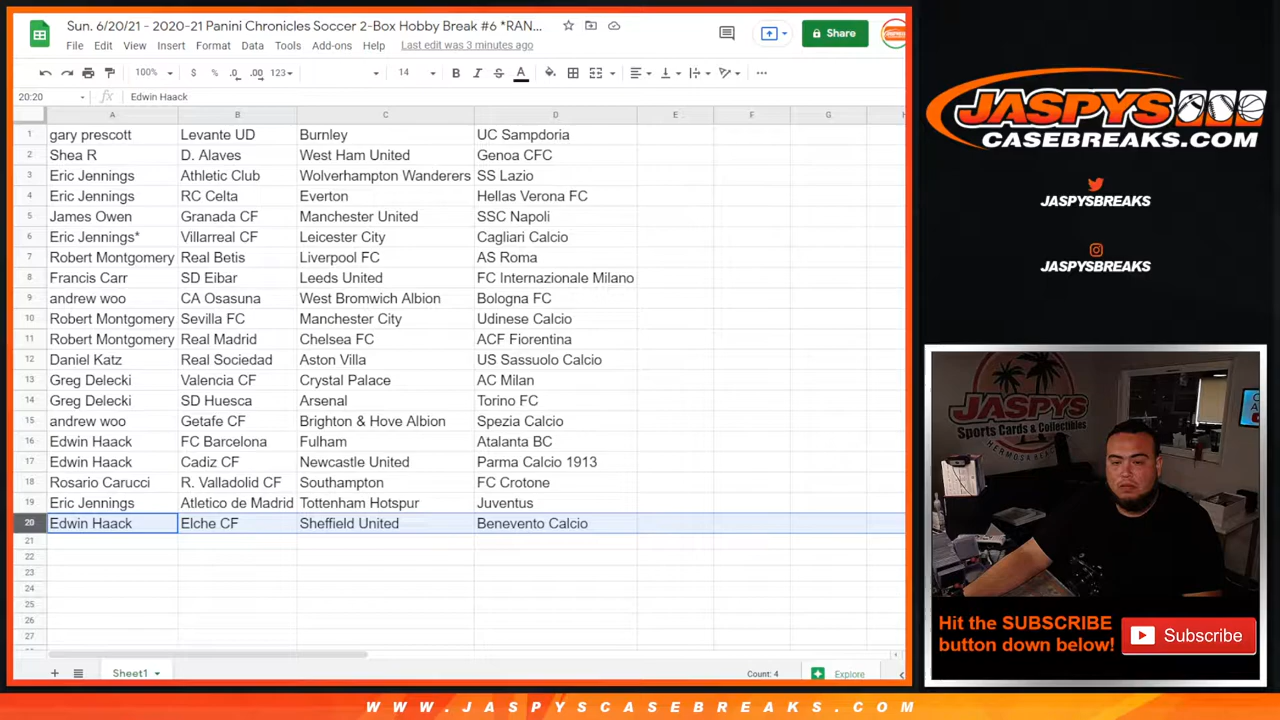 Sun. 6/20/21 - 2020-21 Panini Chronicles Soccer 2-Box Hobby Break #6 *RAN...
File Edit View Insert Format Data Tools Add-ons Help Last edit was 3 minutes ago
Share
100% $ % .0 .00 123 14 B I S A
20:20 fx Edwin Haack
A B C D E F G H
1 gary prescott Levante UD Burnley UC Sampdoria
2 Shea R D. Alaves West Ham United Genoa CFC
3 Eric Jennings Athletic Club Wolverhampton Wanderers SS Lazio
4 Eric Jennings RC Celta Everton Hellas Verona FC
5 James Owen Granada CF Manchester United SSC Napoli
6 Eric Jennings* Villarreal CF Leicester City Cagliari Calcio
7 Robert Montgomery Real Betis Liverpool FC AS Roma
8 Francis Carr SD Eibar Leeds United FC Internazionale Milano
9 andrew woo CA Osasuna West Bromwich Albion Bologna FC
10 Robert Montgomery Sevilla FC Manchester City Udinese Calcio
11 Robert Montgomery Real Madrid Chelsea FC ACF Fiorentina
12 Daniel Katz Real Sociedad Aston Villa US Sassuolo Calcio
13 Greg Delecki Valencia CF Crystal Palace AC Milan
14 Greg Delecki SD Huesca Arsenal Torino FC
15 andrew woo Getafe CF Brighton & Hove Albion Spezia Calcio
16 Edwin Haack FC Barcelona Fulham Atalanta BC
17 Edwin Haack Cadiz CF Newcastle United Parma Calcio 1913
18 Rosario Carucci R. Valladolid CF Southampton FC Crotone
19 Eric Jennings Atletico de Madrid Tottenham Hotspur Juventus
20 Edwin Haack Elche CF Sheffield United Benevento Calcio
21
22
23
24
25
26
27
Sheet1 Count: 4 Explore
JASPYS
CASEBREAKS.COM
JASPYSBREAKS
JASPYSBREAKS
JASPYS
Sports Cards & Collectibles
HERMOSA BEACH
Hit the SUBSCRIBE
button down below!
Subscribe
WWW.JASPYSCASEBREAKS.COM